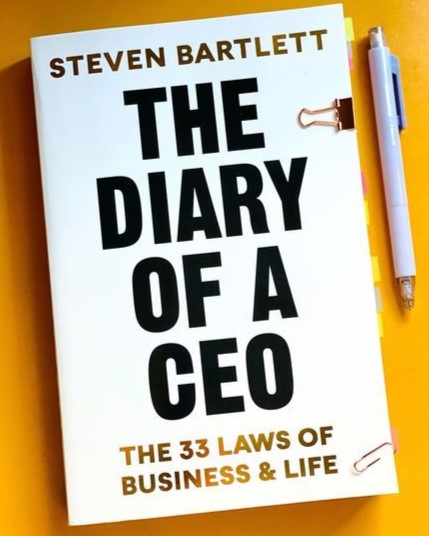 STEVEN BARTLETT
THE
DIARY
OF A
CEO
THE 33 LAWS OF
BUSINESS & LIFE